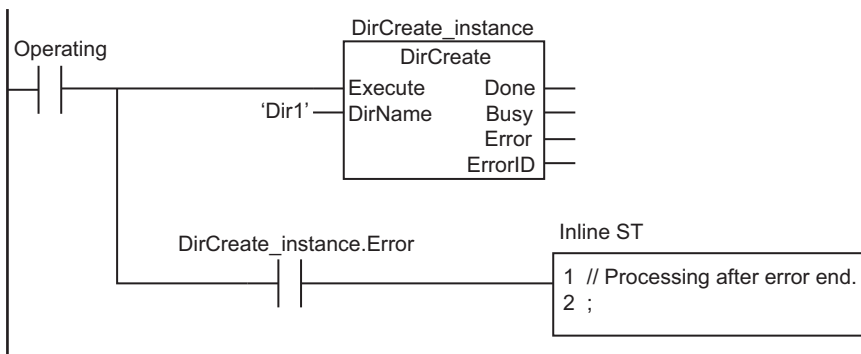 DirCreate_instance
Operating
DirCreate
Execute Done
‘Dir1’ DirName Busy
Error
ErrorID
DirCreate_instance.Error
Inline ST
1 // Processing after error end.
2 ;